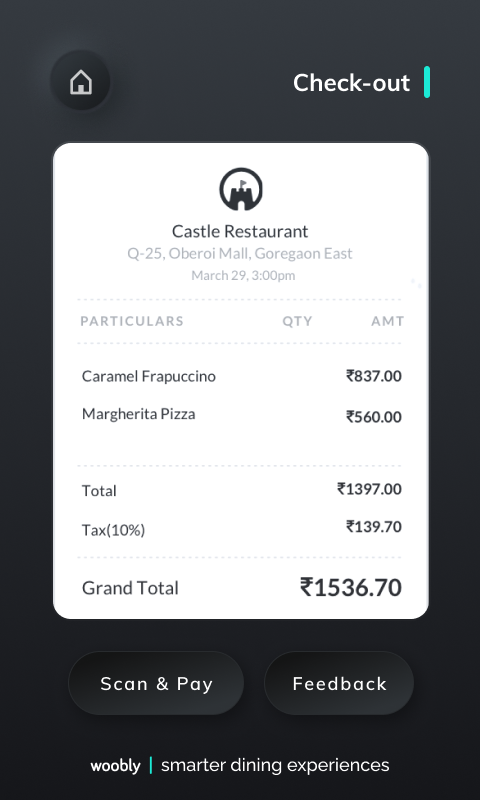 Check-out
Castle Restaurant
Q-25, Oberoi Mall, Goregaon East
March 29, 3:00pm
PARTICULARS QTY AMT
Caramel Frapuccino ₹837.00
Margherita Pizza ₹560.00
Total ₹1397.00
Tax(10%) ₹139.70
Grand Total ₹1536.70
Scan & Pay Feedback
woobly | smarter dining experiences